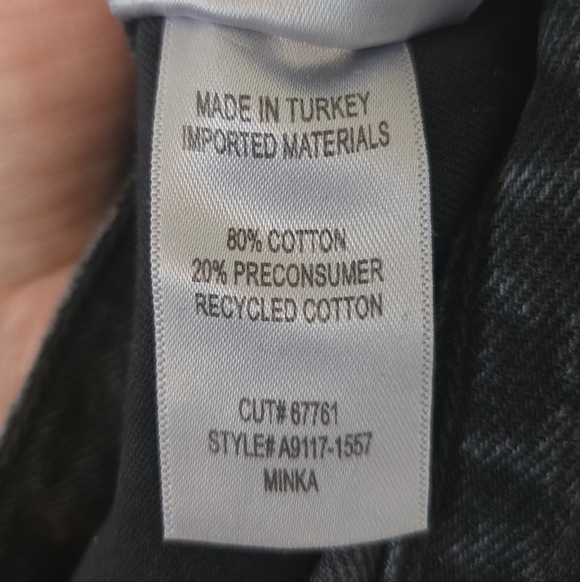 MADE IN TURKEY
IMPORTED MATERIALS
80% COTTON
20% PRECONSUMER
RECYCLED COTTON
CUT# 67761
STYLE# A9117-1557
MINKA